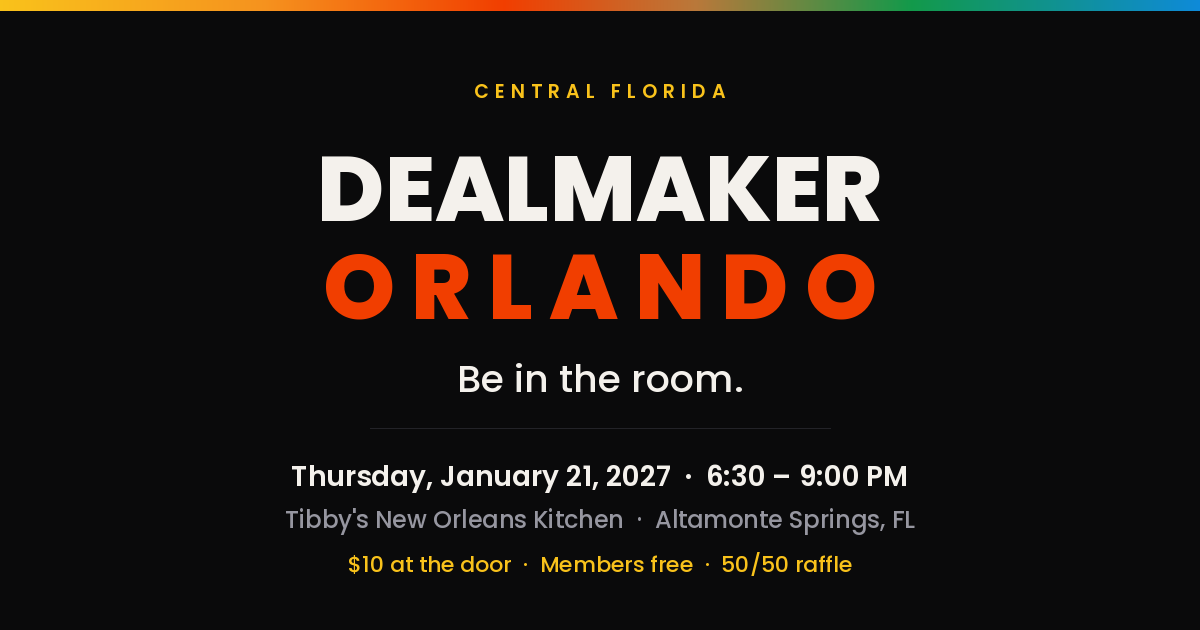 CENTRAL FLORIDA
DEALMAKER
ORLANDO
Be in the room.
Thursday, January 21, 2027 · 6:30 – 9:00 PM
Tibby's New Orleans Kitchen · Altamonte Springs, FL
$10 at the door · Members free · 50/50 raffle